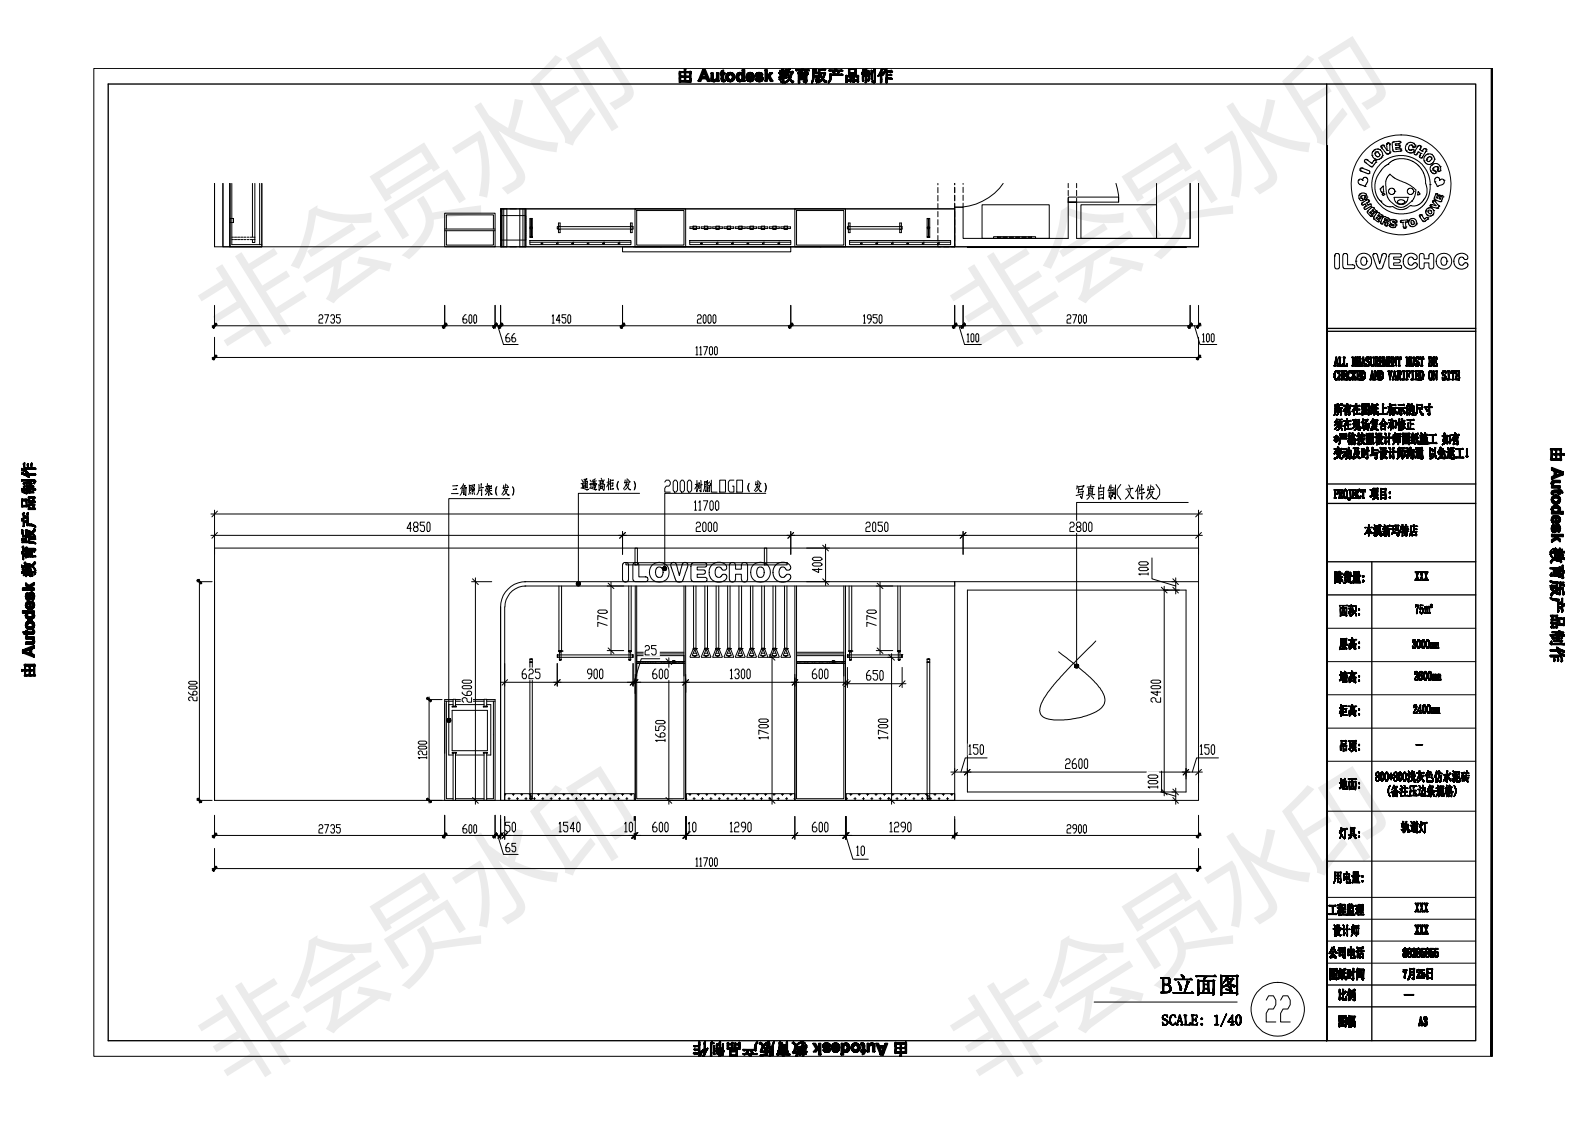 由 Autodesk 教育版产品制作
非会员水印
非会员水印
I LOVE CHOC
CHEERS TO LOVE
ILOVECHOC
2735 600 1450 2000 1950 2700
66 100 100
11700
ALL MEASUREMENT MUST BE
CHECKED AND VARIFIED ON SITE
所有在图纸上标示的尺寸
须在现场复合和修正
*严格按照设计师图纸施工 如有
变动及时与设计师沟通 以免返工!
PROJECT 项目:
本溪新玛特店
XXX
面积: 75m²
层高: 3000mm
墙高:
柜高: 2400mm
吊顶: —
地面: 800*800浅灰色仿水泥砖
(备注压边条规格)
灯具: 轨道灯
用电量:
工程监理 XXX
设计师 XXX
公司电话
图纸时间 7月25日
比例 —
图幅 A3
三角照片架(发) 通透高柜(发) 2000树脂LOGO(发) 写真自制(文件发)
11700
4850 2000 2050 2800
ILOVECHOC
400
100
770 770
25
625 900 600 1300 600 650
2600 2600 2400
1200 1650 1700 1700
150 2600 150
100
2735 600 50 1540 10 600 10 1290 600 1290 2900
65 10
11700
非会员水印
非会员水印
B立面图
SCALE: 1/40
22
由 Autodesk 教育版产品制作
由 Autodesk 教育版产品制作
由 Autodesk 教育版产品制作